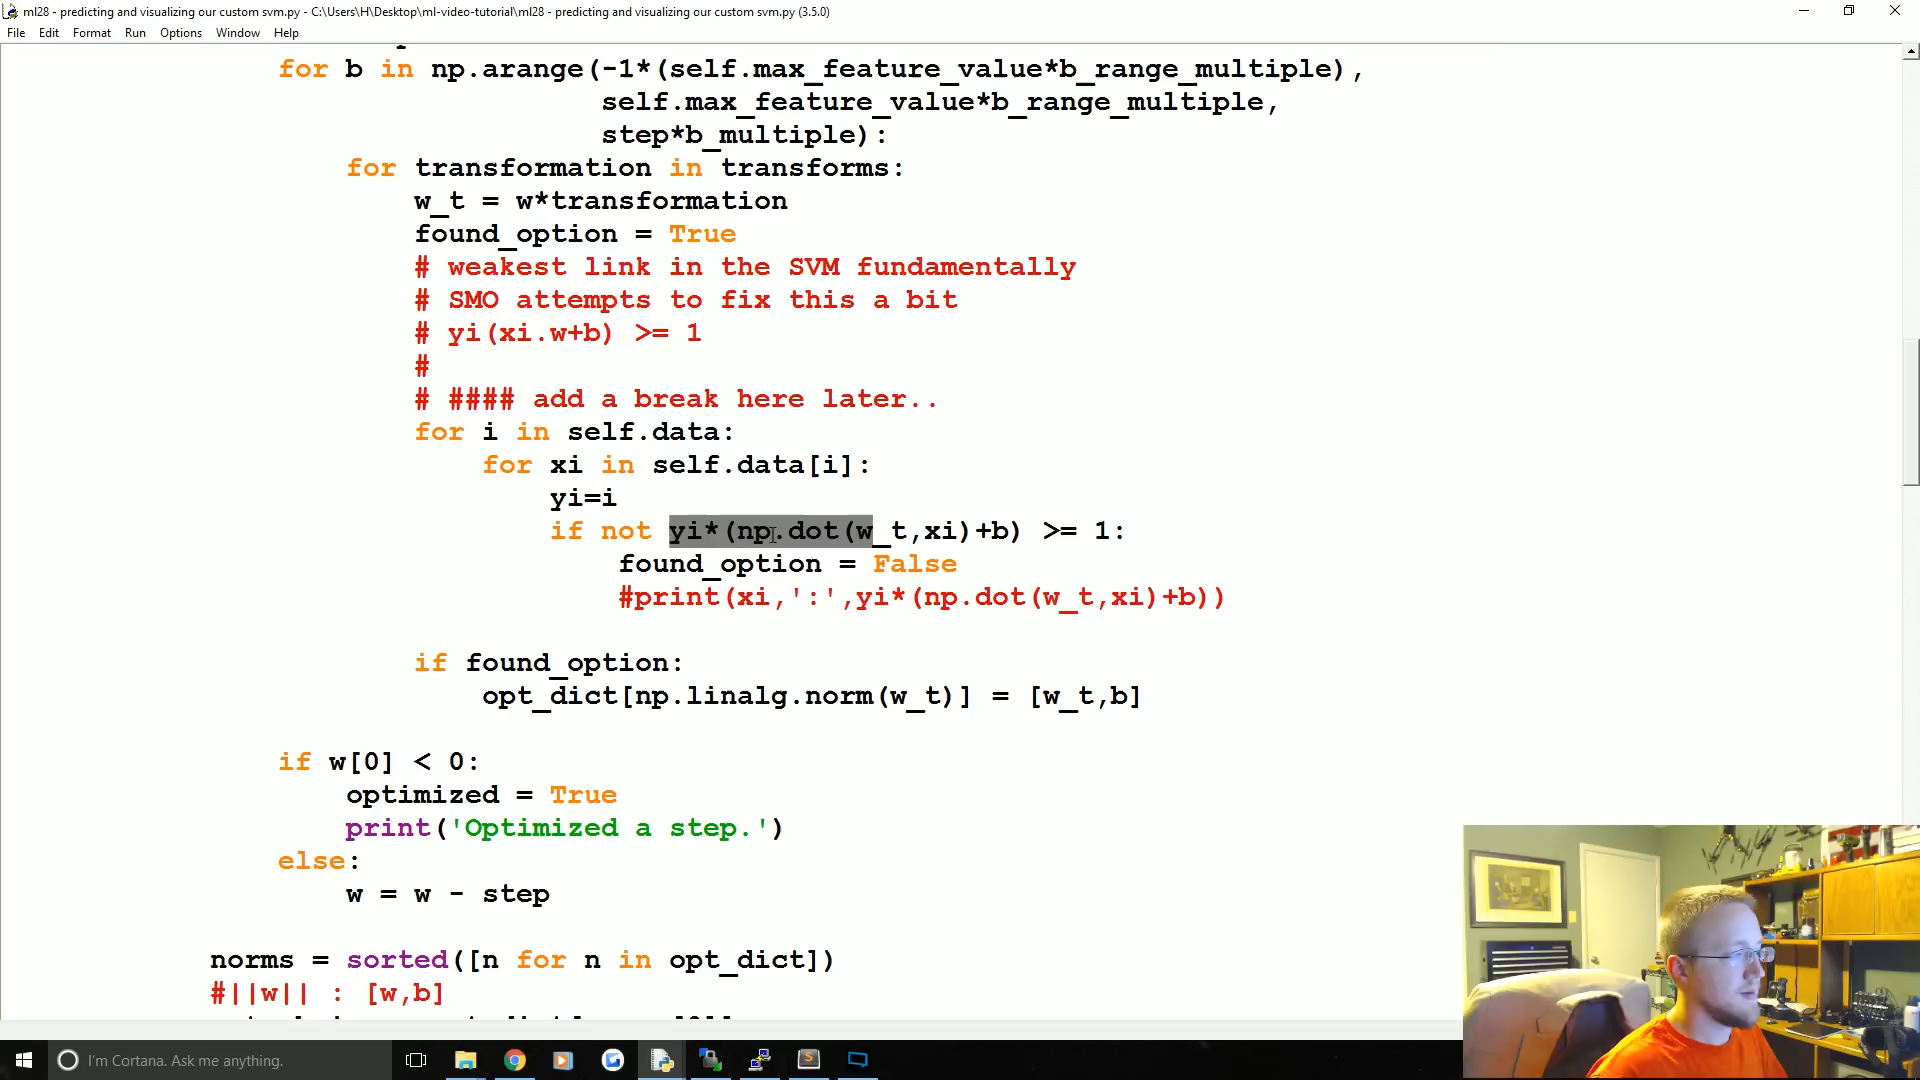 ml28 - predicting and visualizing our custom svm.py - C:\Users\H\Desktop\ml-video-tutorial\ml28 - predicting and visualizing our custom svm.py (3.5.0)
File Edit Format Run Options Window Help
for b in np.arange(-1*(self.max_feature_value*b_range_multiple),
self.max_feature_value*b_range_multiple,
step*b_multiple):
for transformation in transforms:
w_t = w*transformation
found_option = True
# weakest link in the SVM fundamentally
# SMO attempts to fix this a bit
# yi(xi.w+b) >= 1
#
# #### add a break here later..
for i in self.data:
for xi in self.data[i]:
yi=i
if not yi*(np.dot(w_t,xi)+b) >= 1:
found_option = False
#print(xi,':',yi*(np.dot(w_t,xi)+b))
if found_option:
opt_dict[np.linalg.norm(w_t)] = [w_t,b]
if w[0] < 0:
optimized = True
print('Optimized a step.')
else:
w = w - step
norms = sorted([n for n in opt_dict])
#||w|| : [w,b]
I'm Cortana. Ask me anything.